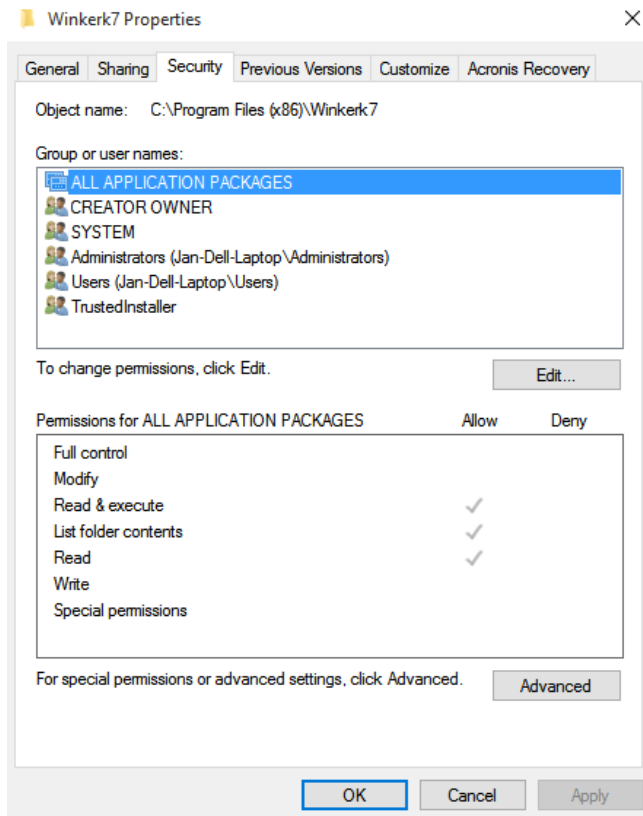 Winkerk7 Properties
General Sharing Security Previous Versions Customize Acronis Recovery
Object name: C:\Program Files (x86)\Winkerk7
Group or user names:
ALL APPLICATION PACKAGES
CREATOR OWNER
SYSTEM
Administrators (Jan-Dell-Laptop\Administrators)
Users (Jan-Dell-Laptop\Users)
TrustedInstaller
To change permissions, click Edit.
Edit...
Permissions for ALL APPLICATION PACKAGES Allow Deny
Full control
Modify
Read & execute
List folder contents
Read
Write
Special permissions
For special permissions or advanced settings, click Advanced.
Advanced
OK Cancel Apply